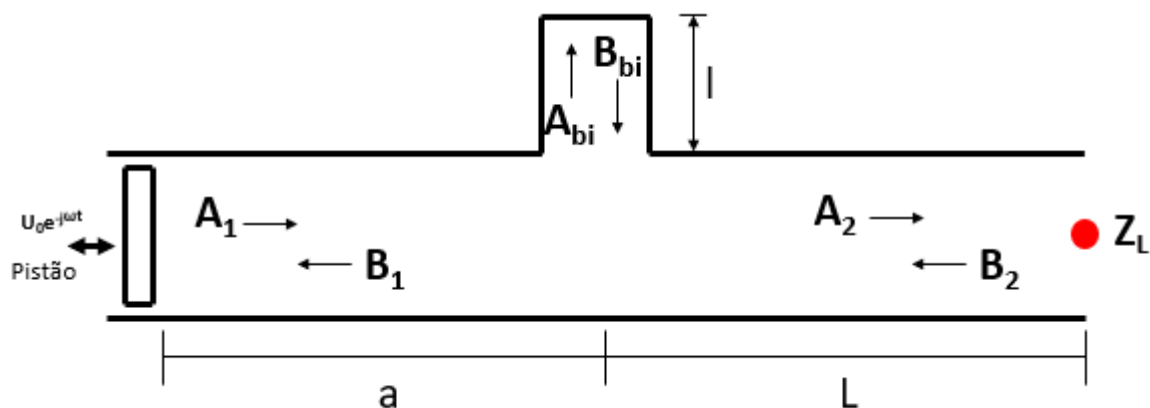 B_bi
l
A_bi
U₀e^-jωt
Pistão
A₁
B₁
A₂
B₂
Z_L
a
L